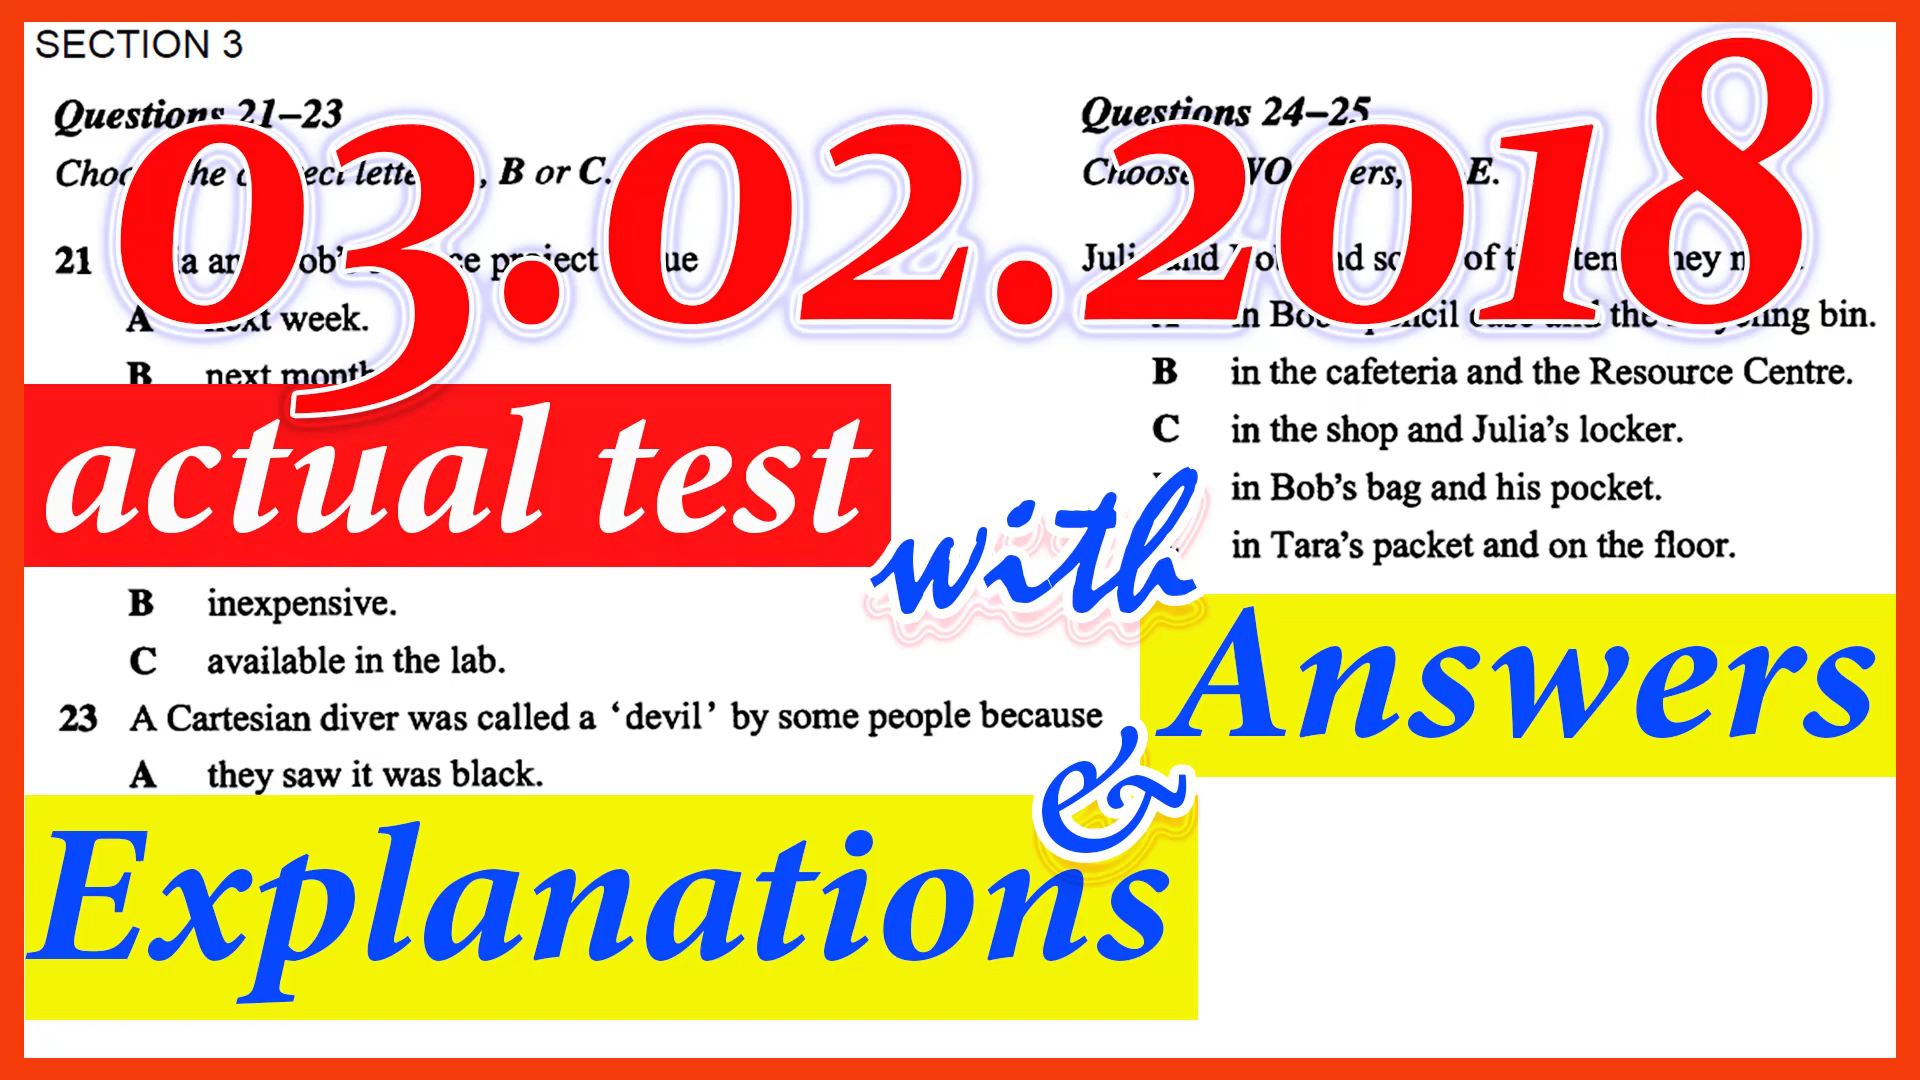 SECTION 3
Questions 21–23
B or C.
21
A next week.
B next month
B inexpensive.
C available in the lab.
23 A Cartesian diver was called a ‘devil’ by some people because
A they saw it was black.
Questions 24–25
E.
bin.
B in the cafeteria and the Resource Centre.
C in the shop and Julia’s locker.
in Bob’s bag and his pocket.
in Tara’s packet and on the floor.
03.02.2018
actual test
with
Answers
&
Explanations